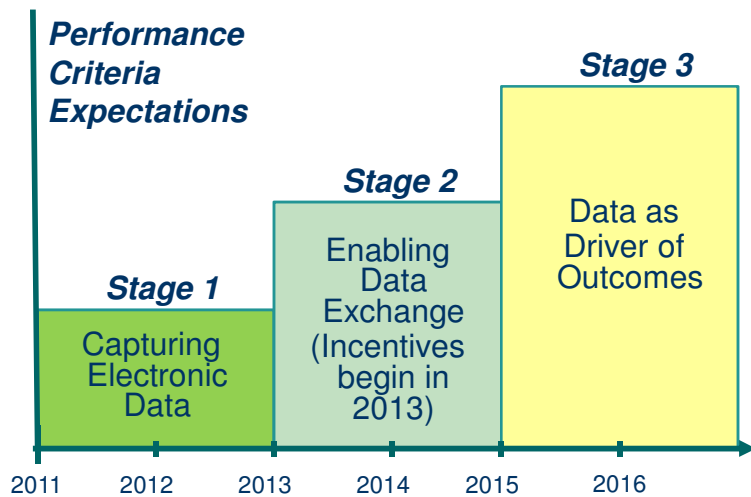 Performance
Criteria
Expectations
Stage 1
Capturing
Electronic
Data
Stage 2
Enabling
Data
Exchange
(Incentives
begin in
2013)
Stage 3
Data as
Driver of
Outcomes
2011 2012 2013 2014 2015 2016